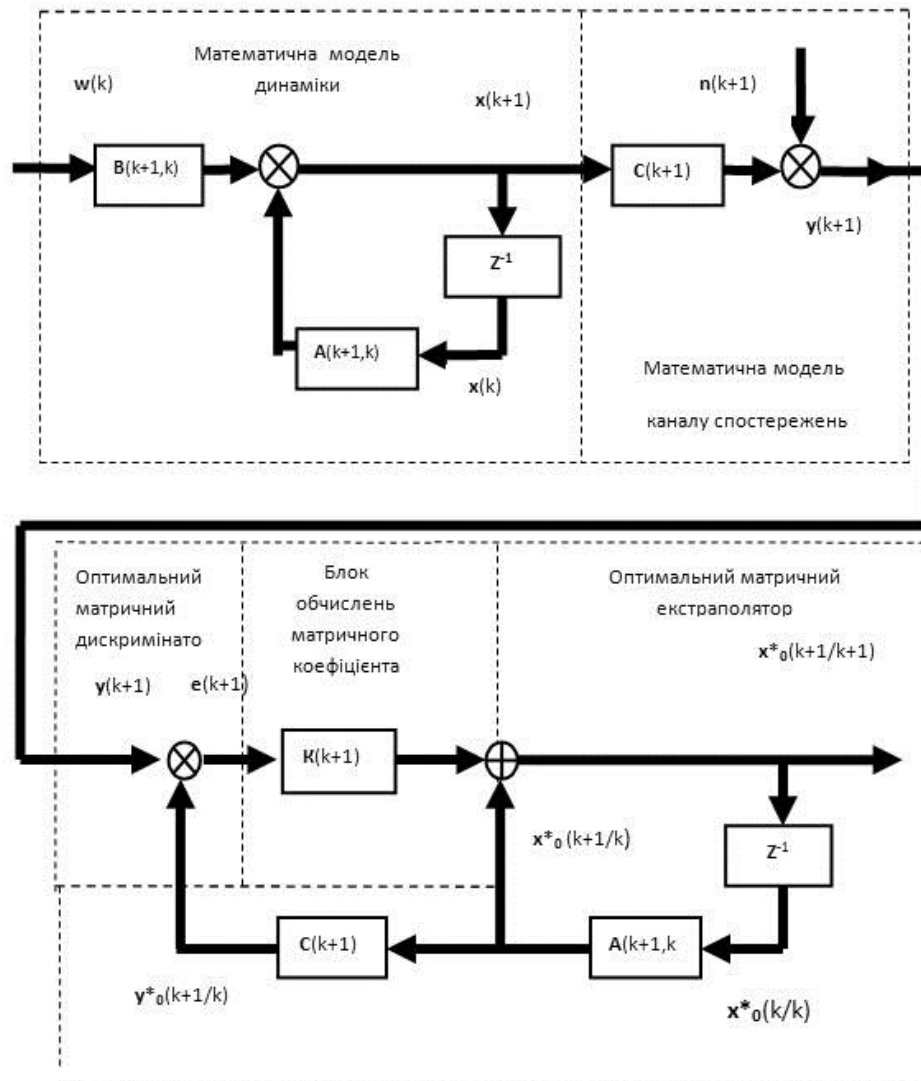 Математична модель
динаміки
w(k)
x(k+1)
n(k+1)
B(k+1,k)
C(k+1)
y(k+1)
Z⁻¹
A(k+1,k)
x(k)
Математична модель
каналу спостережень
Оптимальний
матричний
дискримінато
Блок
обчислень
матричного
коефіцієнта
Оптимальний матричний
екстраполятор
x*₀(k+1/k+1)
y(k+1)
e(k+1)
K(k+1)
x*₀(k+1/k)
Z⁻¹
C(k+1)
A(k+1,k
y*₀(k+1/k)
x*₀(k/k)